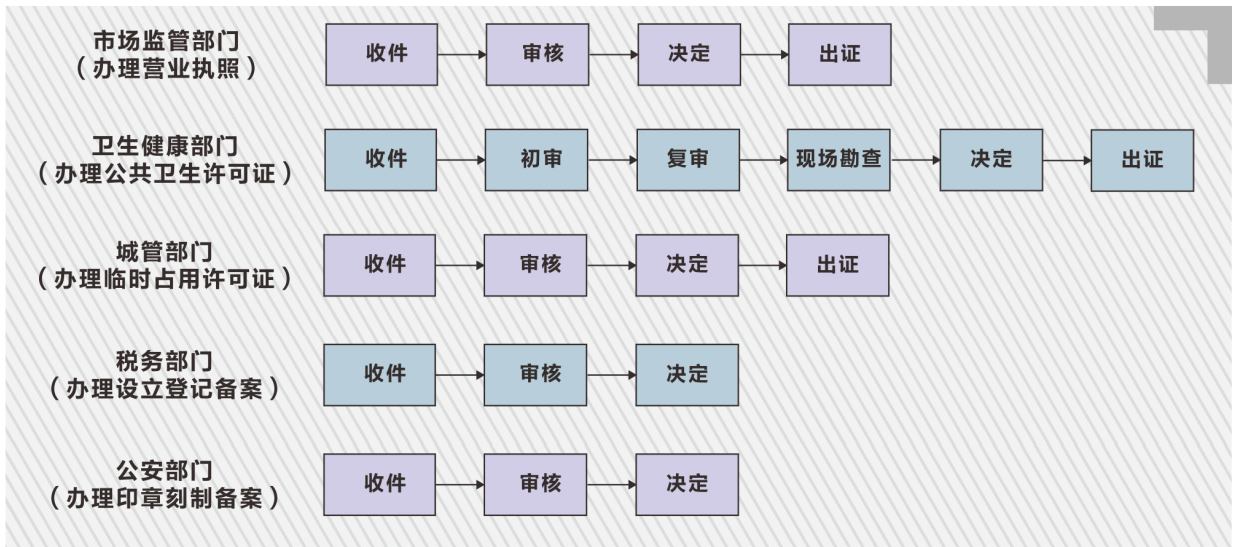 市场监管部门
（办理营业执照）
收件
审核
决定
出证
卫生健康部门
（办理公共卫生许可证）
收件
初审
复审
现场勘查
决定
出证
城管部门
（办理临时占用许可证）
收件
审核
决定
出证
税务部门
（办理设立登记备案）
收件
审核
决定
公安部门
（办理印章刻制备案）
收件
审核
决定